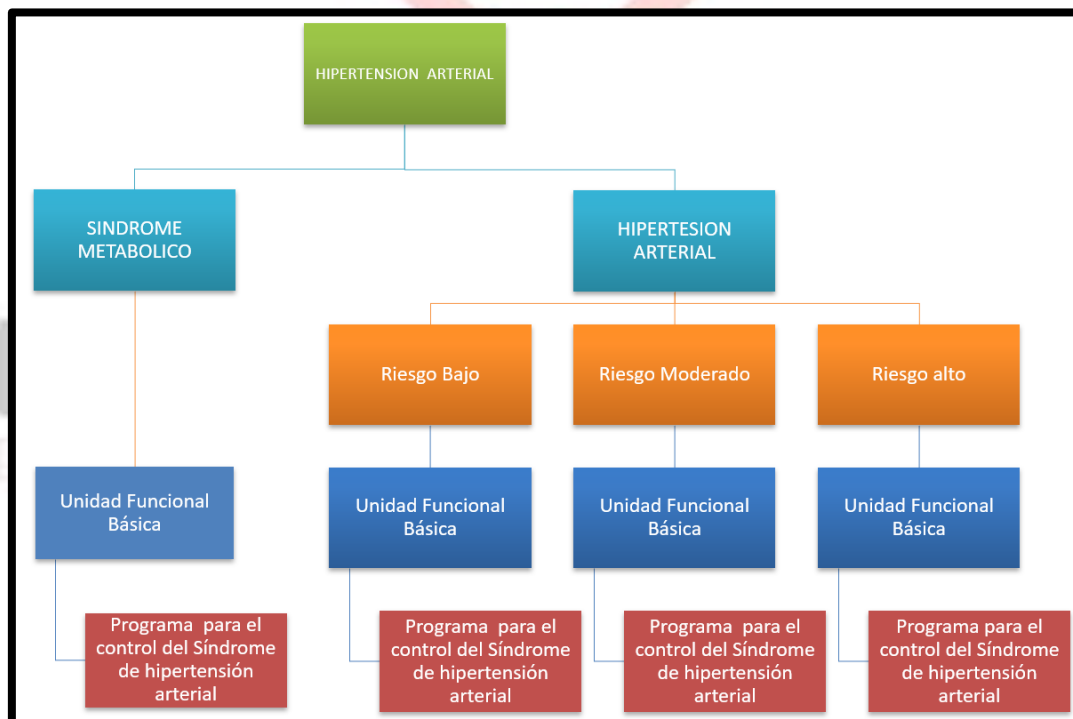 HIPERTENSION ARTERIAL
SINDROME
METABOLICO
HIPERTESION
ARTERIAL
Riesgo Bajo
Riesgo Moderado
Riesgo alto
Unidad Funcional
Básica
Unidad Funcional
Básica
Unidad Funcional
Básica
Unidad Funcional
Básica
Programa para el
control del Síndrome
de hipertensión
arterial
Programa para el
control del Síndrome
de hipertensión
arterial
Programa para el
control del Síndrome
de hipertensión
arterial
Programa para el
control del Síndrome
de hipertensión
arterial